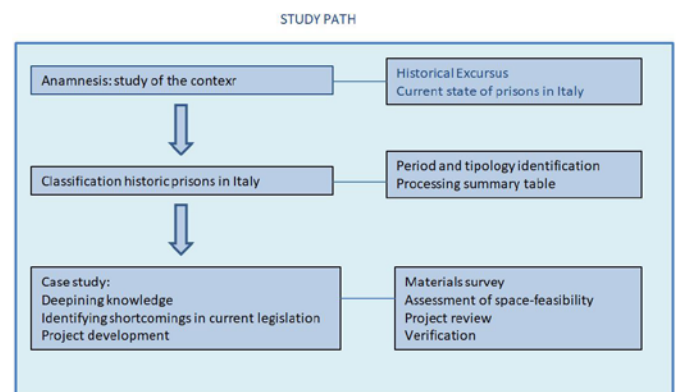 STUDY PATH
Anamnesis: study of the contexr
Historical Excursus
Current state of prisons in Italy
Classification historic prisons in Italy
Period and tipology identification
Processing summary table
Case study:
Deepining knowledge
Identifying shortcomings in current legislation
Project development
Materials survey
Assessment of space-feasibility
Project review
Verification